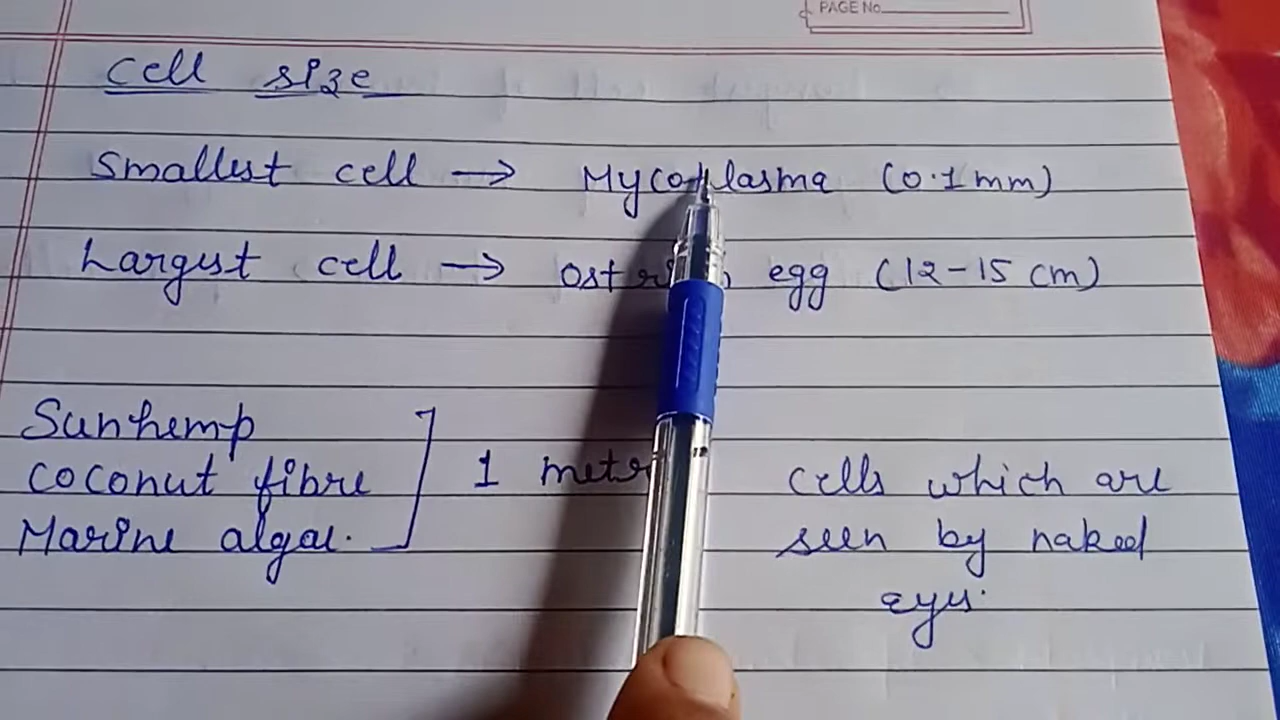 PAGE No.
Cell size
Smallest cell → Mycoplasma (0.1 mm)
Largest cell → egg (12-15 cm)
Sunhemp
Coconut fibre
Marine algae.
1
cells which are
seen by naked
eyes.